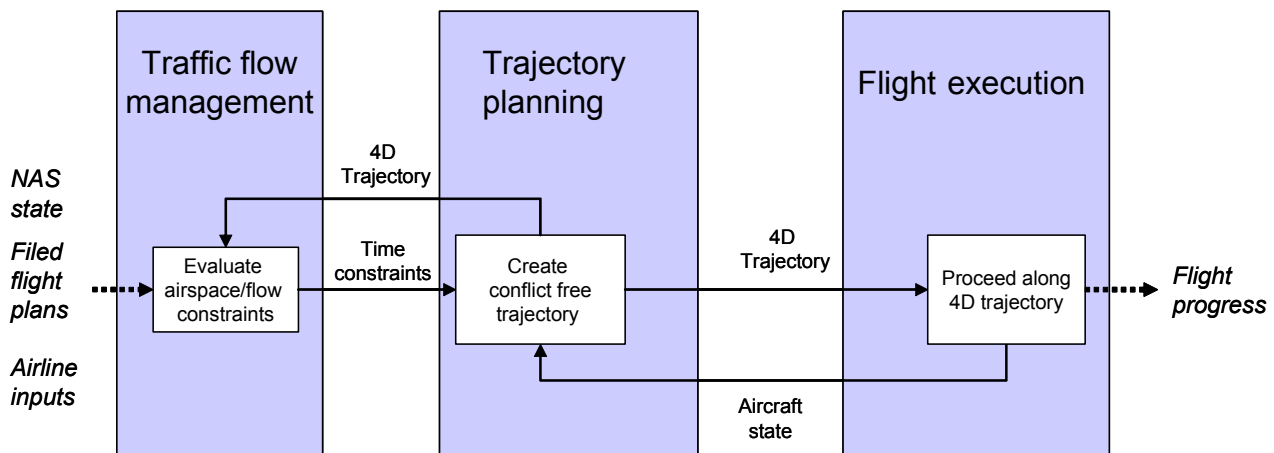 Traffic flow
management
Trajectory
planning
Flight execution
NAS
state
Filed
flight
plans
Airline
inputs
4D
Trajectory
Evaluate
airspace/flow
constraints
Time
constraints
Create
conflict free
trajectory
4D
Trajectory
Proceed along
4D trajectory
Flight
progress
Aircraft
state